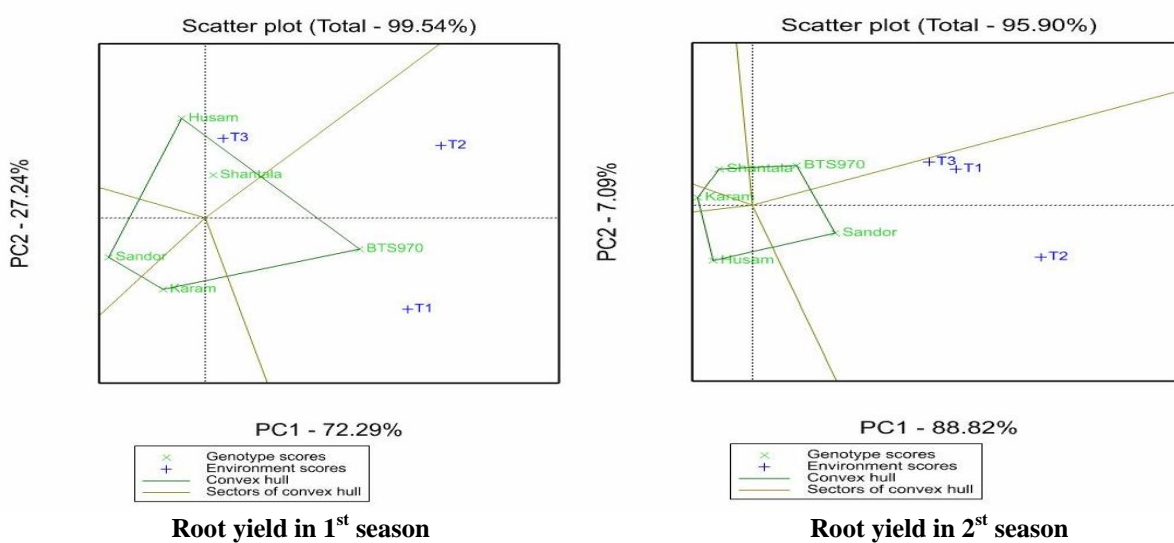 Scatter plot (Total - 99.54%)
PC2 - 27.24%
Husam
T3
T2
Shantala
BTS970
Sandor
Karam
T1
PC1 - 72.29%
Genotype scores
Environment scores
Convex hull
Sectors of convex hull
Root yield in 1st season
Scatter plot (Total - 95.90%)
PC2 - 7.09%
Shantala
BTS970
T3
T1
Karam
Sandor
Husam
T2
PC1 - 88.82%
Genotype scores
Environment scores
Convex hull
Sectors of convex hull
Root yield in 2st season